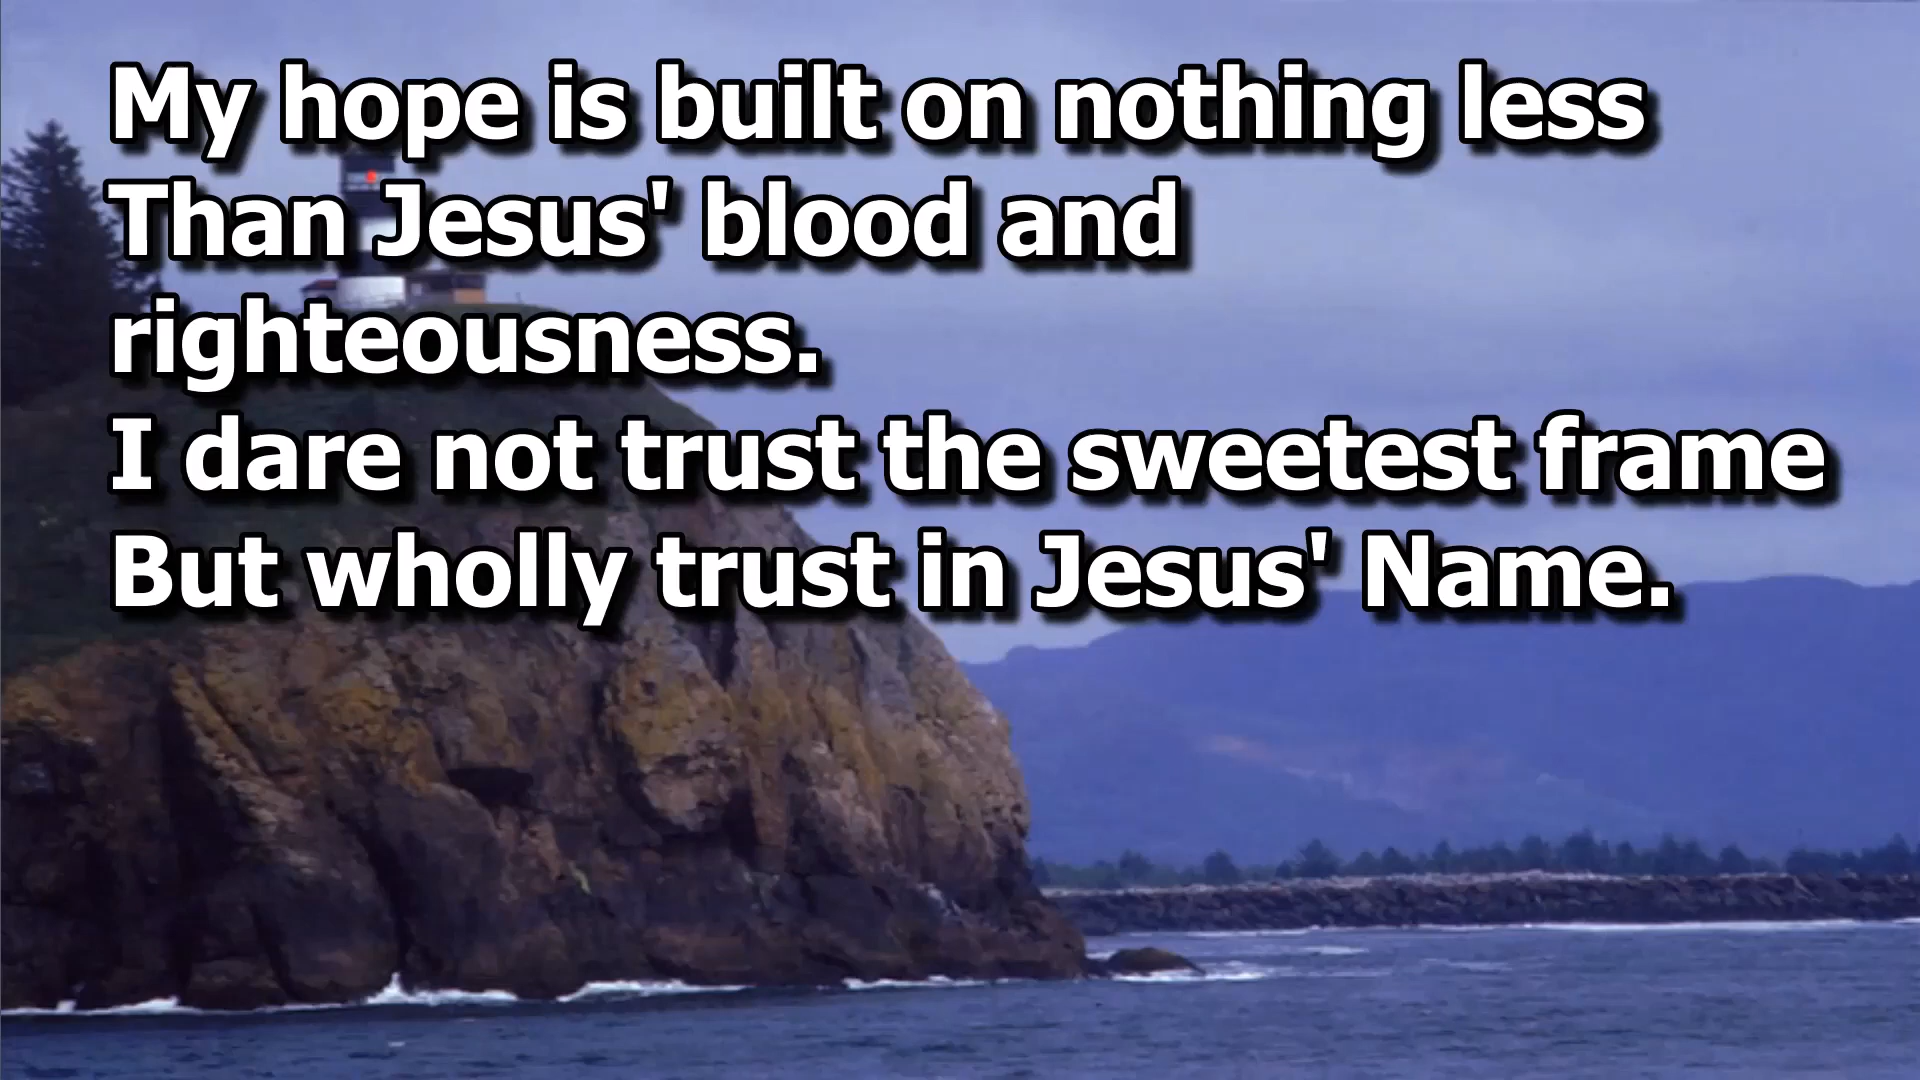 My hope is built on nothing less
Than Jesus' blood and
righteousness.
I dare not trust the sweetest frame
But wholly trust in Jesus' Name.